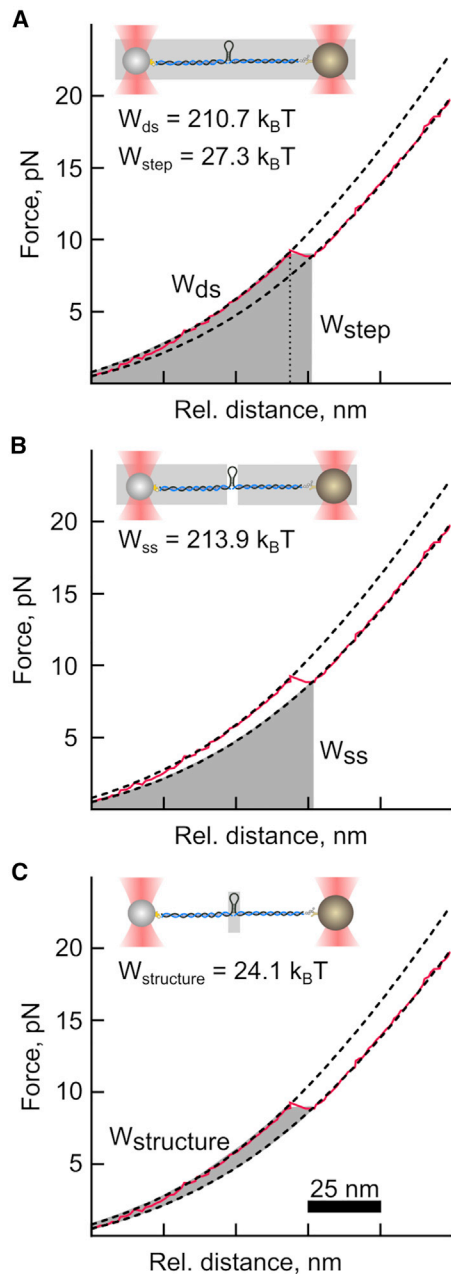 A
W_ds = 210.7 k_BT
W_step = 27.3 k_BT
20
15
10
5
Force, pN
W_ds
W_step
Rel. distance, nm
B
W_ss = 213.9 k_BT
20
15
10
5
Force, pN
W_ss
Rel. distance, nm
C
W_structure = 24.1 k_BT
20
15
10
5
Force, pN
W_structure
25 nm
Rel. distance, nm